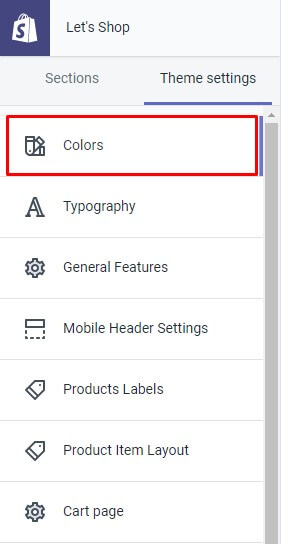 Let's Shop
Sections Theme settings
Colors
Typography
General Features
Mobile Header Settings
Products Labels
Product Item Layout
Cart page